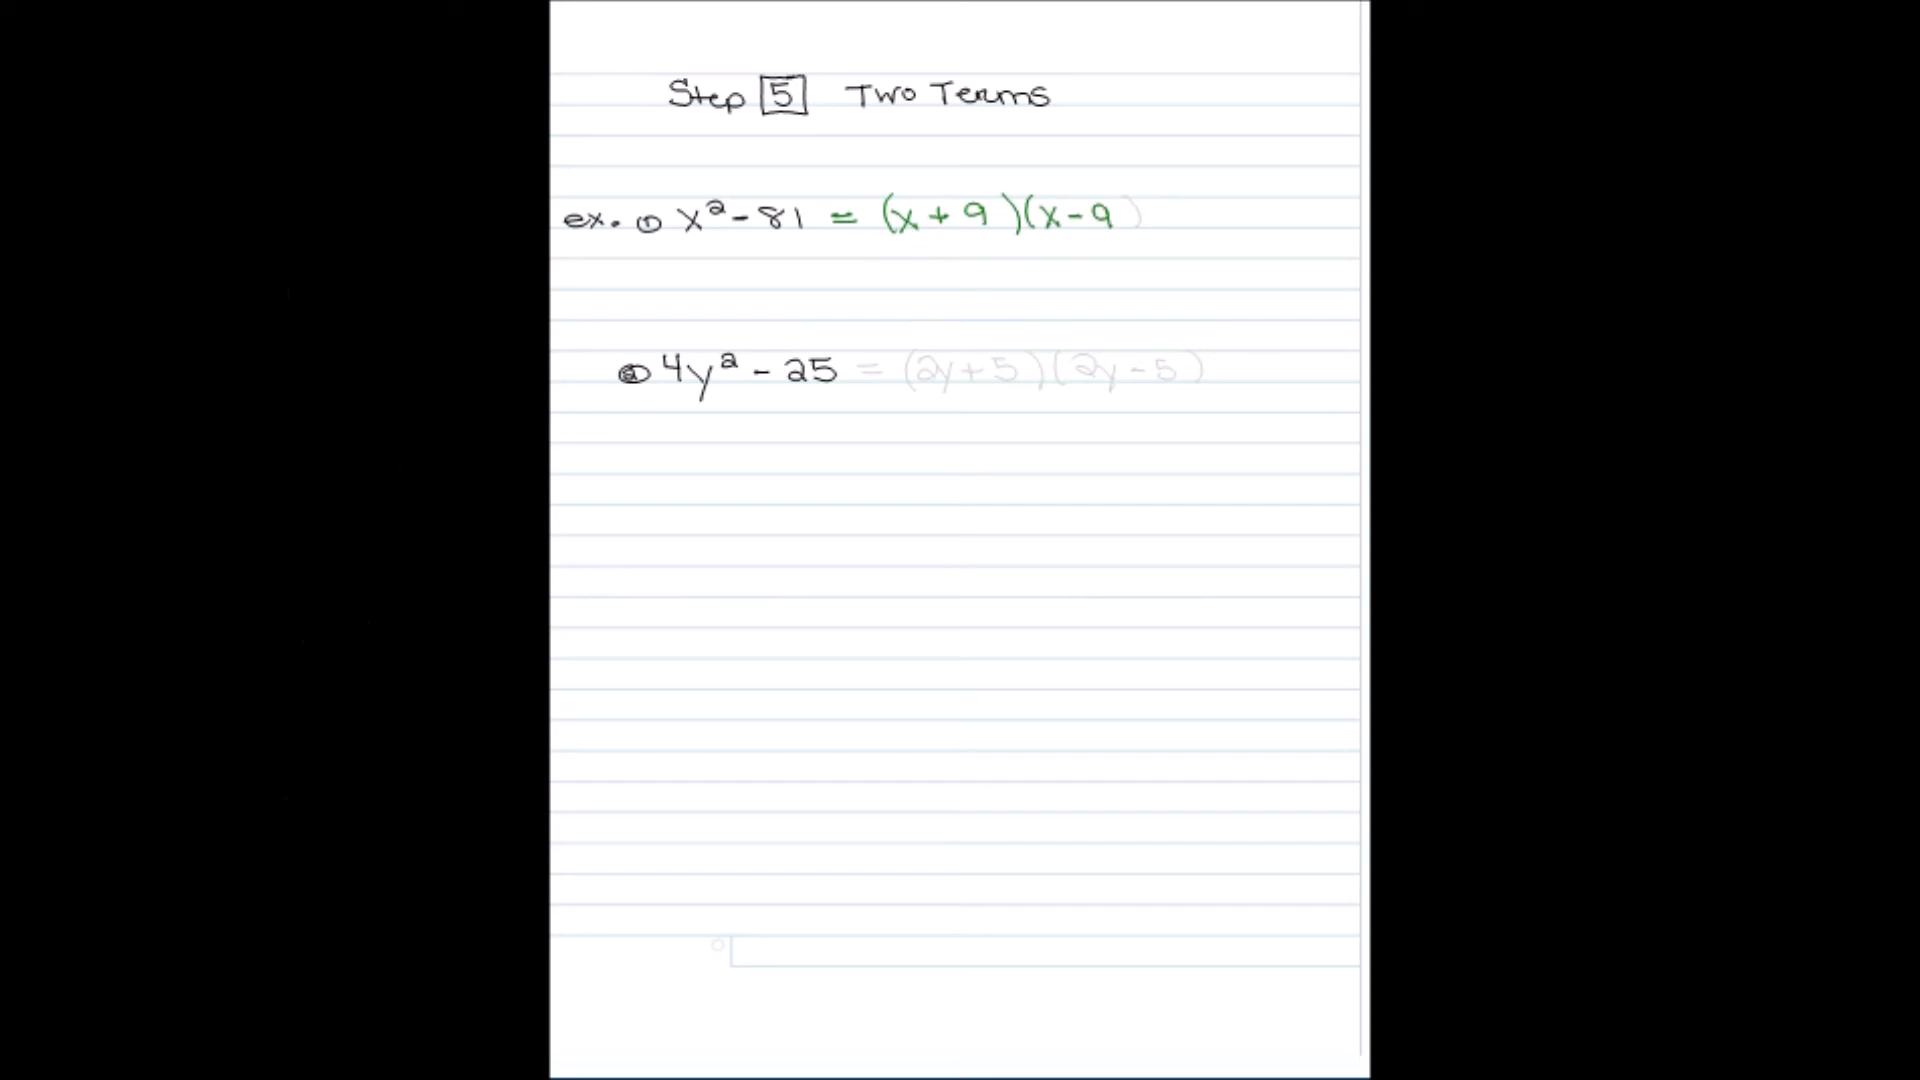 Step 5 Two Terms
ex. ① x² - 81 = (x + 9)(x - 9)
② 4y² - 25 = (2y + 5)(2y - 5)